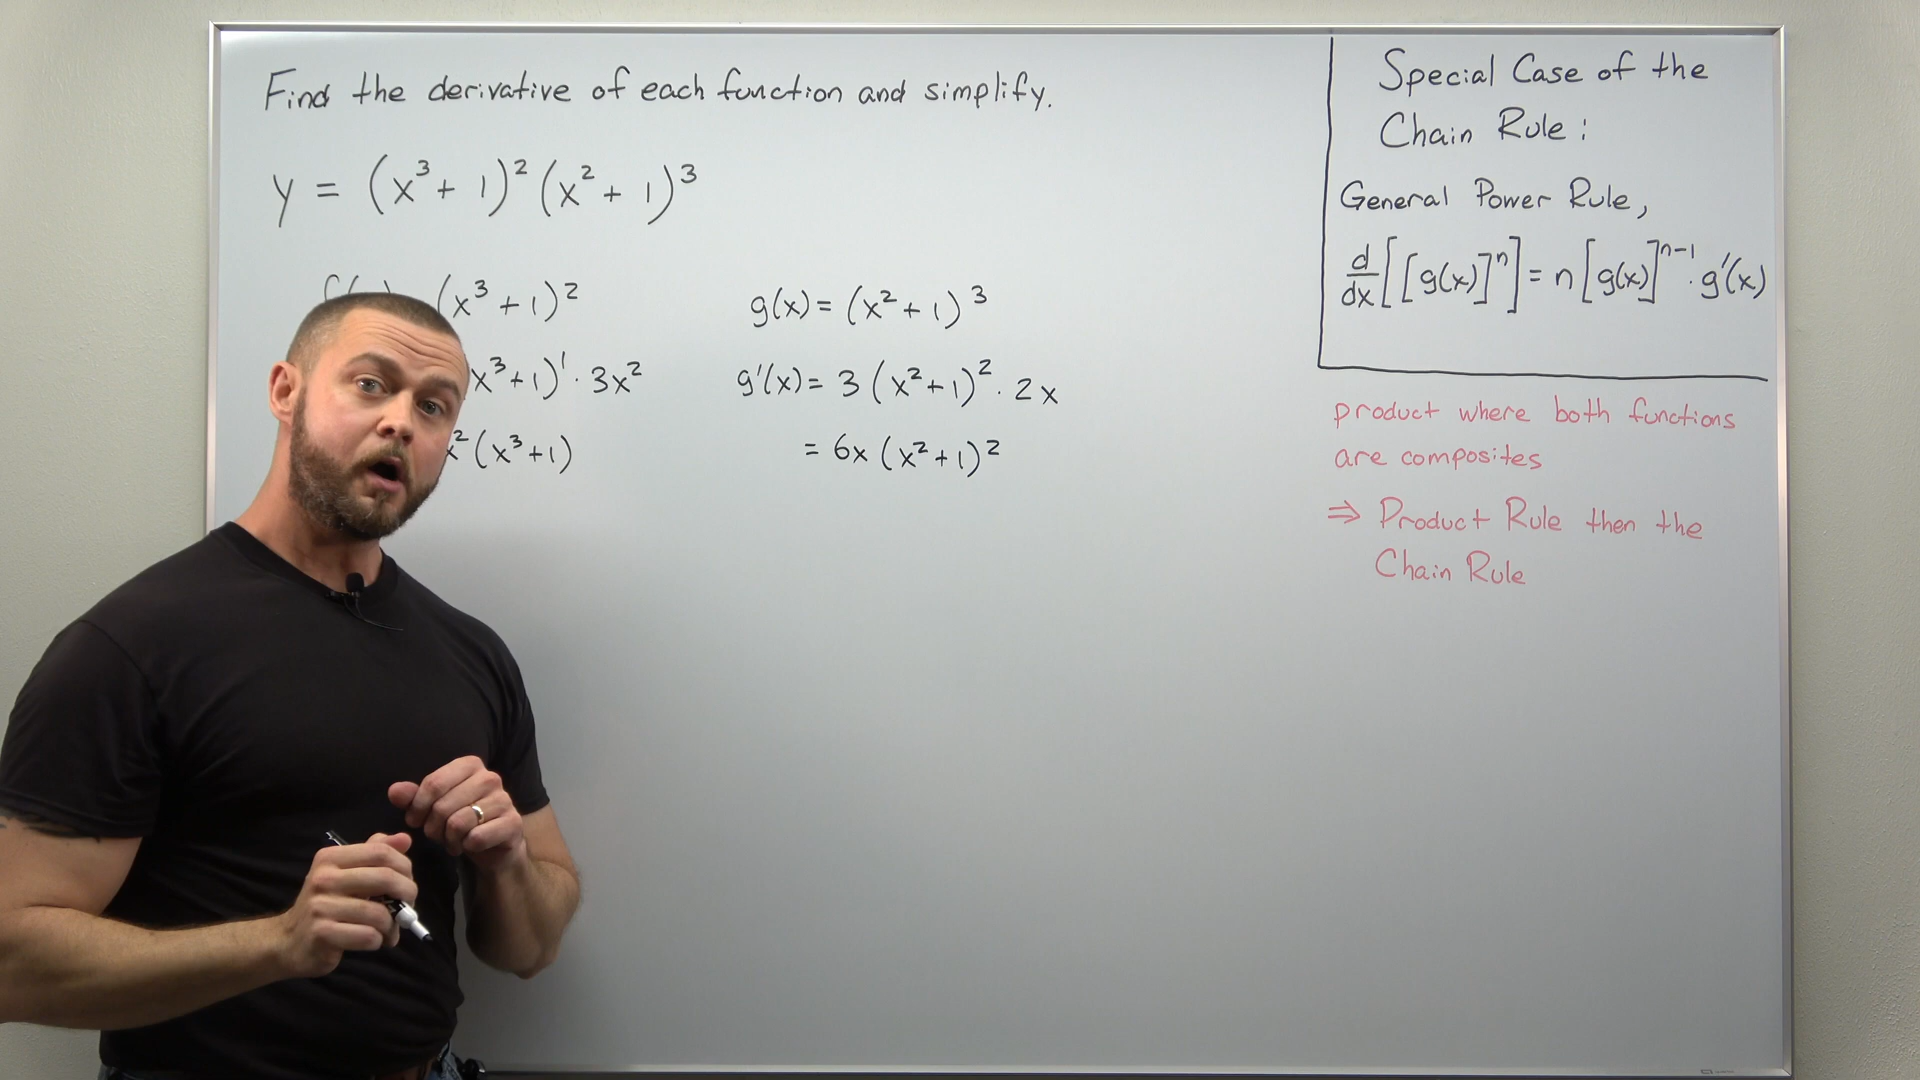 Find the derivative of each function and simplify.
y = (x³ + 1)² (x² + 1)³
(x³ + 1)²
x³+1)' · 3x²
x²(x³+1)
g(x) = (x² + 1)³
g'(x) = 3 (x²+1)² · 2x
= 6x (x²+1)²
Special Case of the
Chain Rule:
General Power Rule,
d/dx [[g(x)]ⁿ] = n [g(x)]ⁿ⁻¹ · g'(x)
product where both functions
are composites
⇒ Product Rule then the
Chain Rule